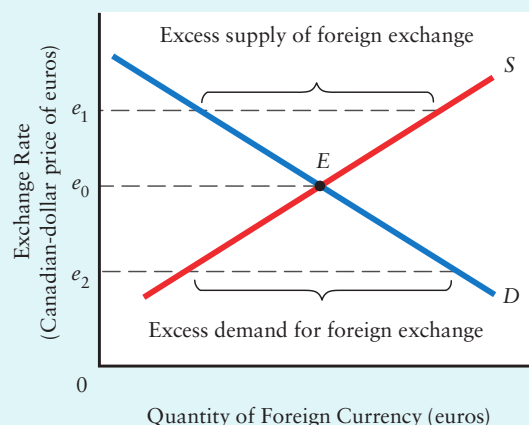 Excess supply of foreign exchange
S
e1
E
e0
Exchange Rate
(Canadian-dollar price of euros)
e2
D
Excess demand for foreign exchange
0
Quantity of Foreign Currency (euros)